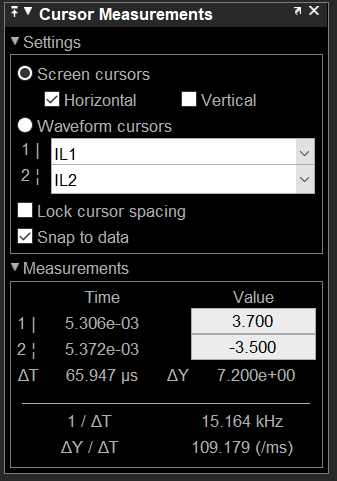 Cursor Measurements
Settings
Screen cursors
Horizontal Vertical
Waveform cursors
1 | IL1
2 ¦ IL2
Lock cursor spacing
Snap to data
Measurements
Time Value
1 | 5.306e-03 3.700
2 ¦ 5.372e-03 -3.500
ΔT 65.947 µs ΔY 7.200e+00
1 / ΔT 15.164 kHz
ΔY / ΔT 109.179 (/ms)